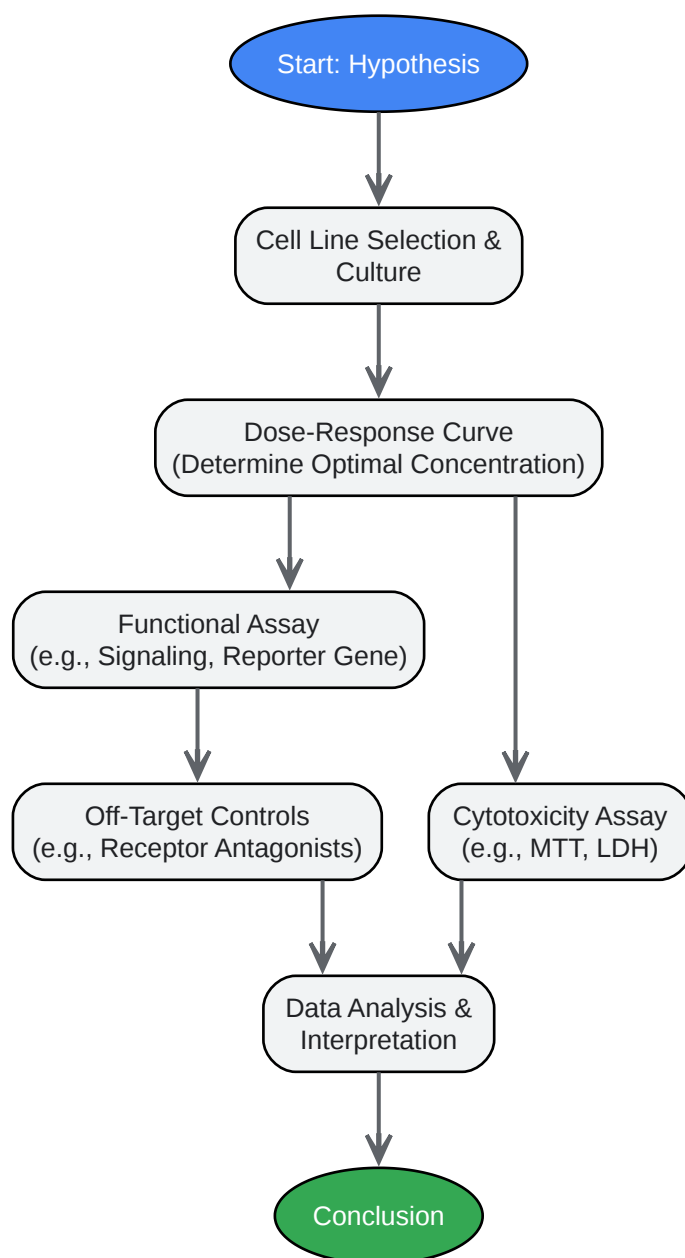 Start: Hypothesis
Cell Line Selection &
Culture
Dose-Response Curve
(Determine Optimal Concentration)
Functional Assay
(e.g., Signaling, Reporter Gene)
Off-Target Controls
(e.g., Receptor Antagonists)
Cytotoxicity Assay
(e.g., MTT, LDH)
Data Analysis &
Interpretation
Conclusion